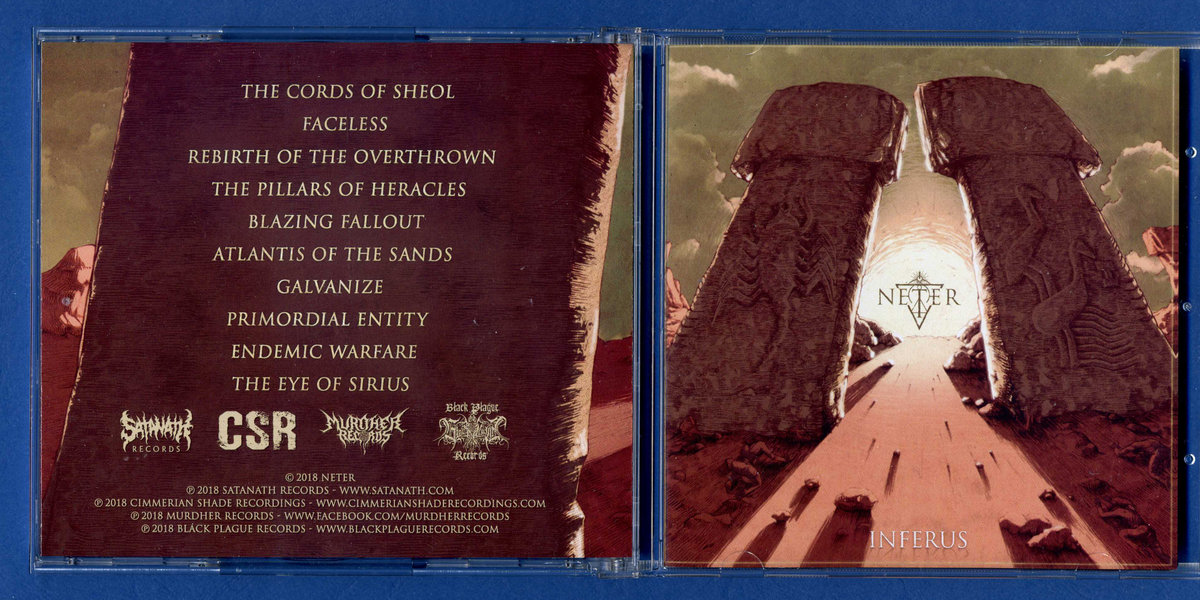 THE CORDS OF SHEOL
FACELESS
REBIRTH OF THE OVERTHROWN
THE PILLARS OF HERACLES
BLAZING FALLOUT
ATLANTIS OF THE SANDS
GALVANIZE
PRIMORDIAL ENTITY
ENDEMIC WARFARE
THE EYE OF SIRIUS
SATANATH
RECORDS
CSR
MURDHER
RECORDS
Black Plague
Records
© 2018 NETER
℗ 2018 SATANATH RECORDS - WWW.SATANATH.COM
℗ 2018 CIMMERIAN SHADE RECORDINGS - WWW.CIMMERIANSHADERECORDINGS.COM
℗ 2018 MURDHER RECORDS - WWW.FACEBOOK.COM/MURDHERRECORDS
℗ 2018 BLACK PLAGUE RECORDS - WWW.BLACKPLAGUERECORDS.COM
NETER
INFERUS